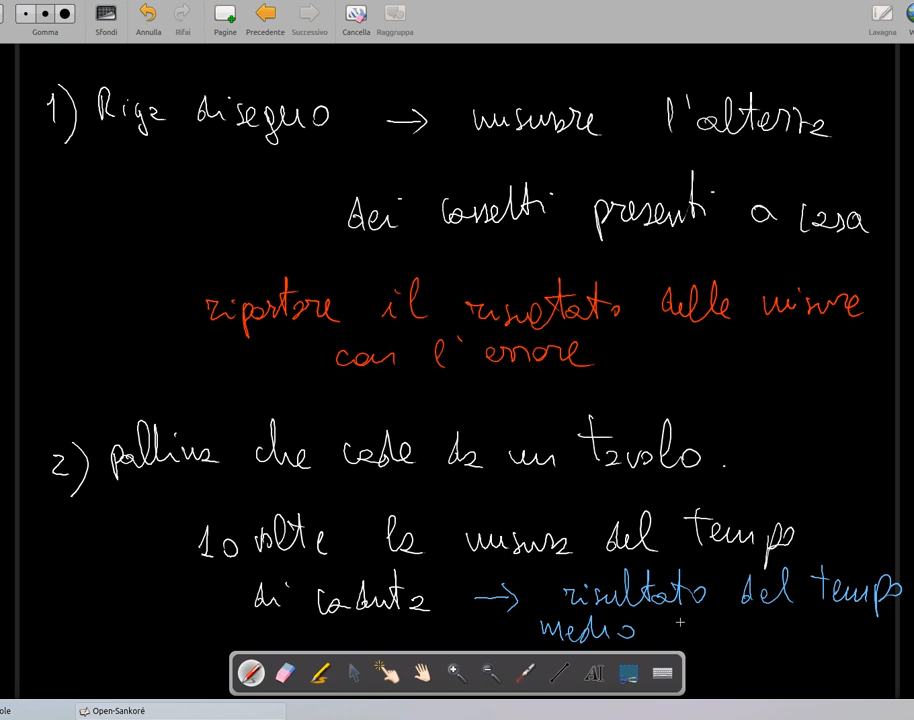 Gomma Sfondi Annulla Rifai Pagine Precedente Successivo Cancella Raggruppa Lavagna
1) Riga disegno → misurare l'altezza
dei cassetti presenti a casa
riportare il risultato delle misure
con l'errore
2) pallina che cade da un tavolo.
10 volte la misura del tempo
di caduta → risultato del tempo
medio
AI
Open-Sankoré